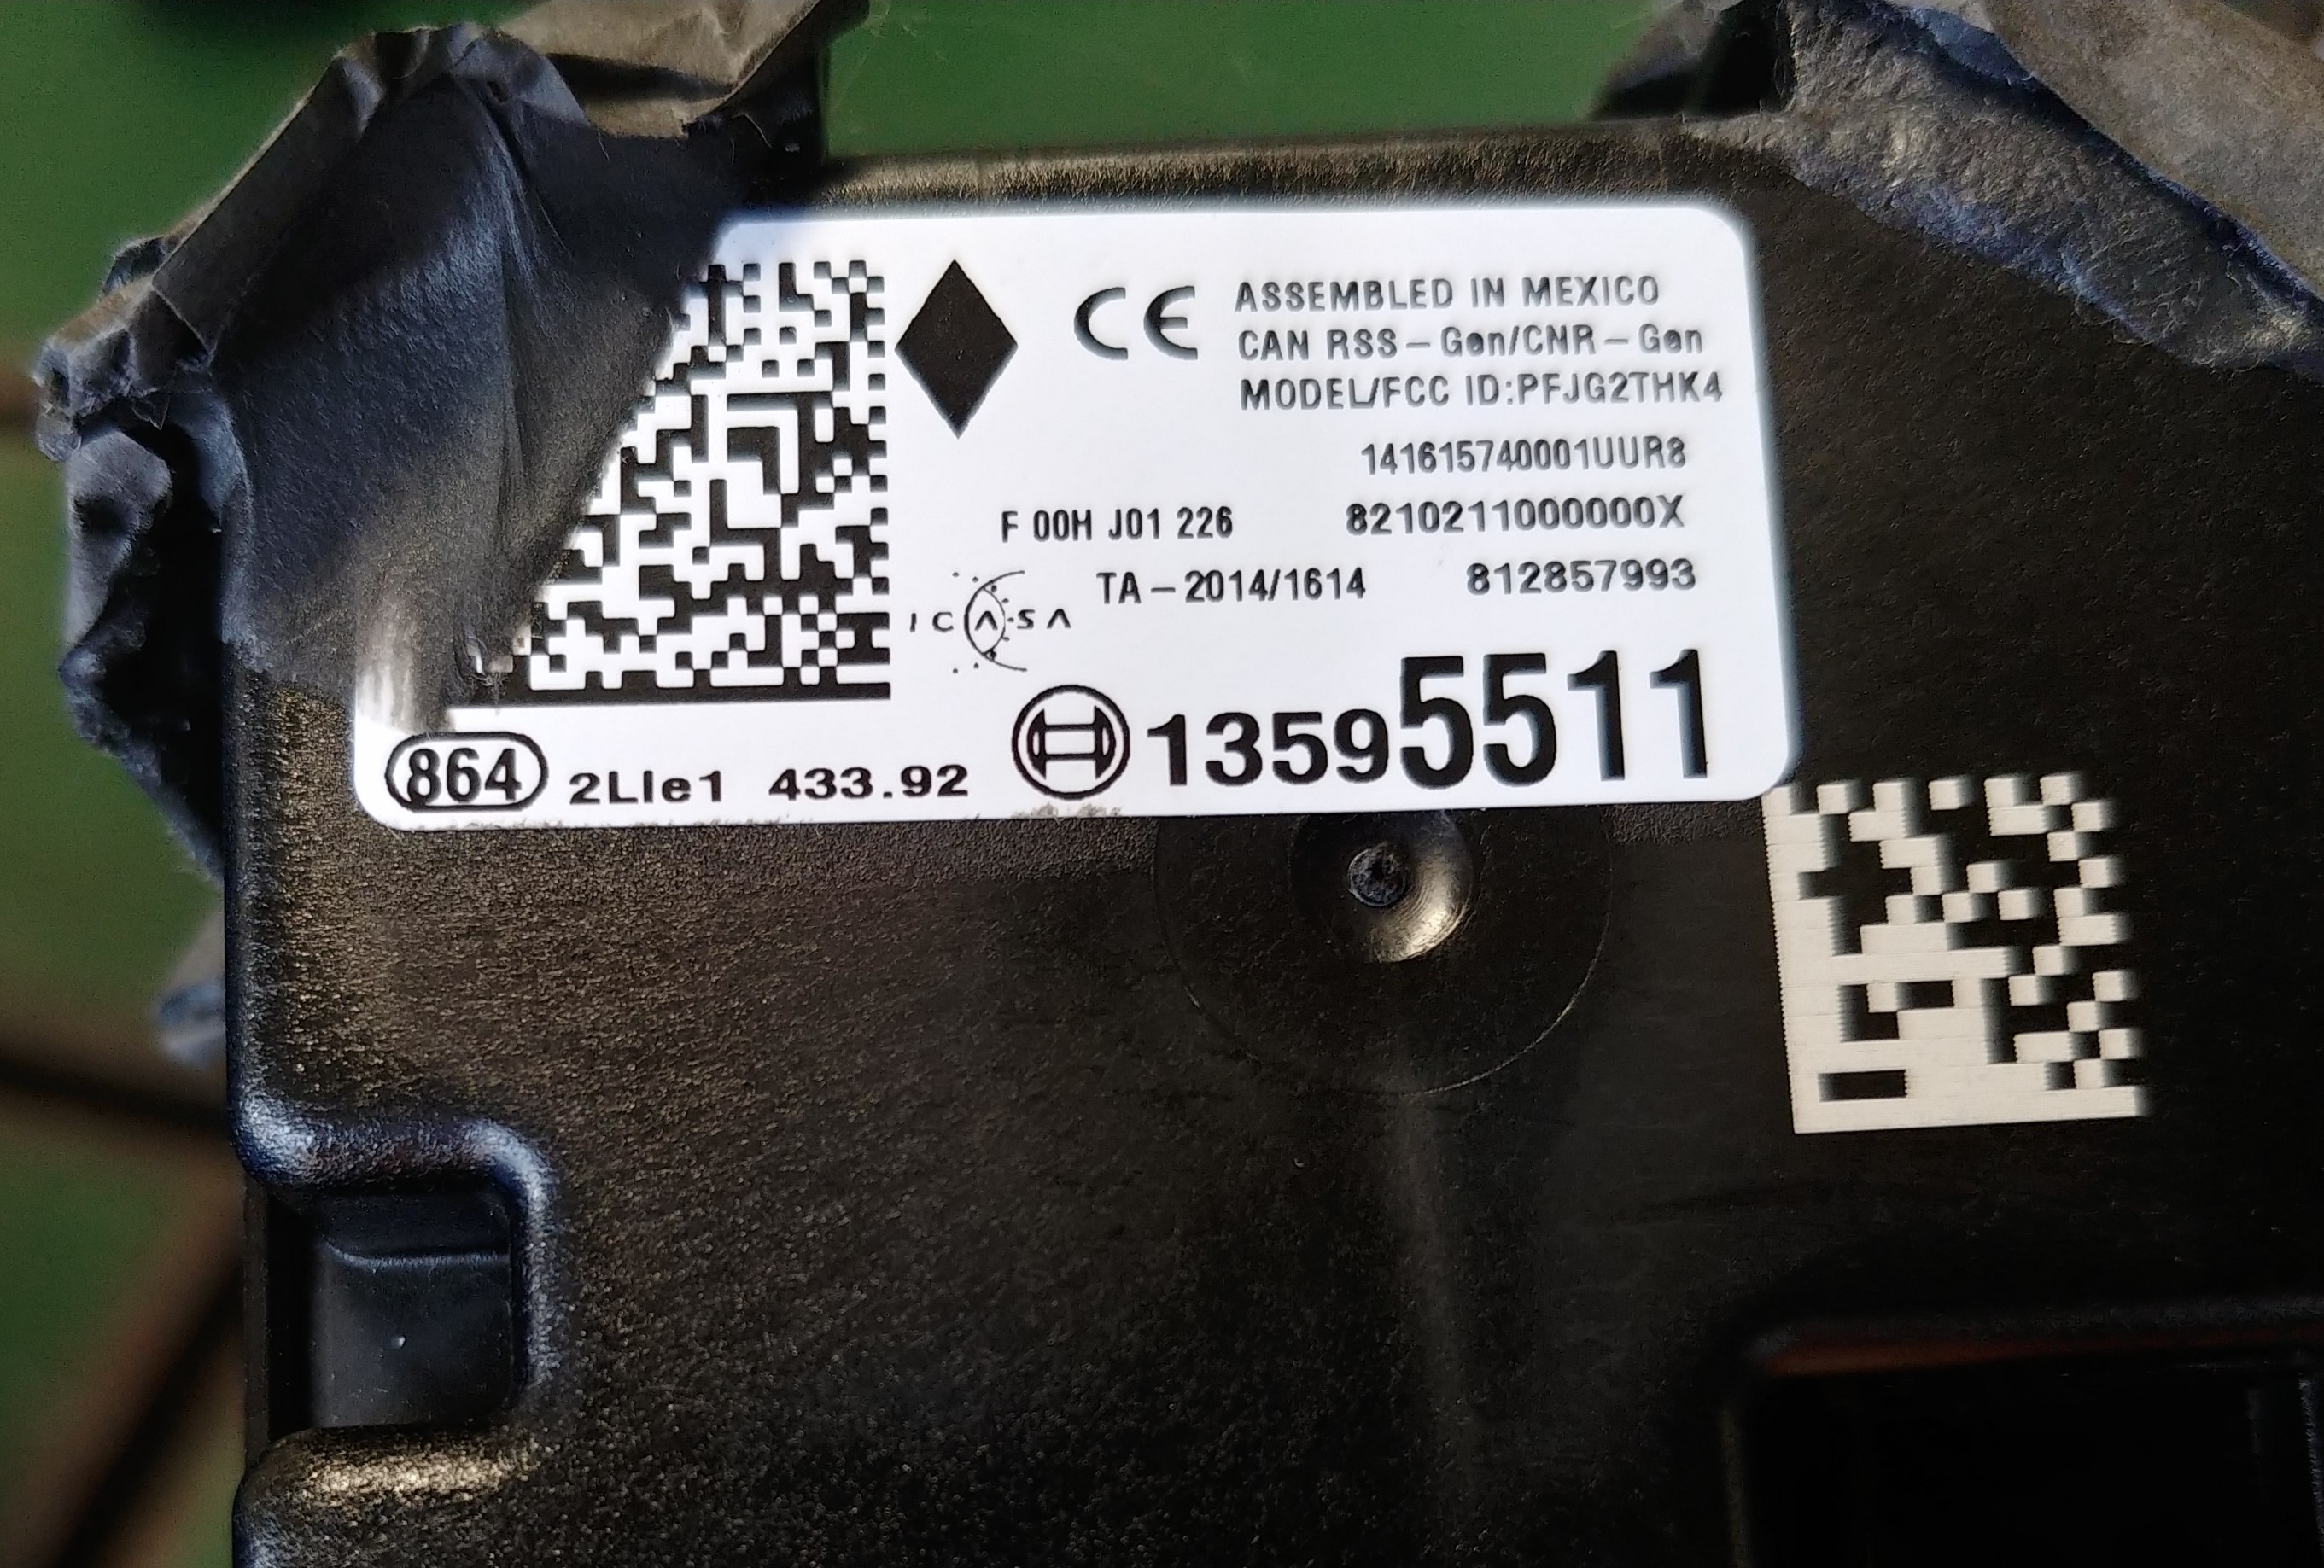 CE
ASSEMBLED IN MEXICO
CAN RSS-Gen/CNR-Gen
MODEL/FCC ID:PFJG2THK4
141615740001UUR8
F 00H J01 226 8210211000000X
ICASA TA-2014/1614 812857993
13595511
864 2LIe1 433.92